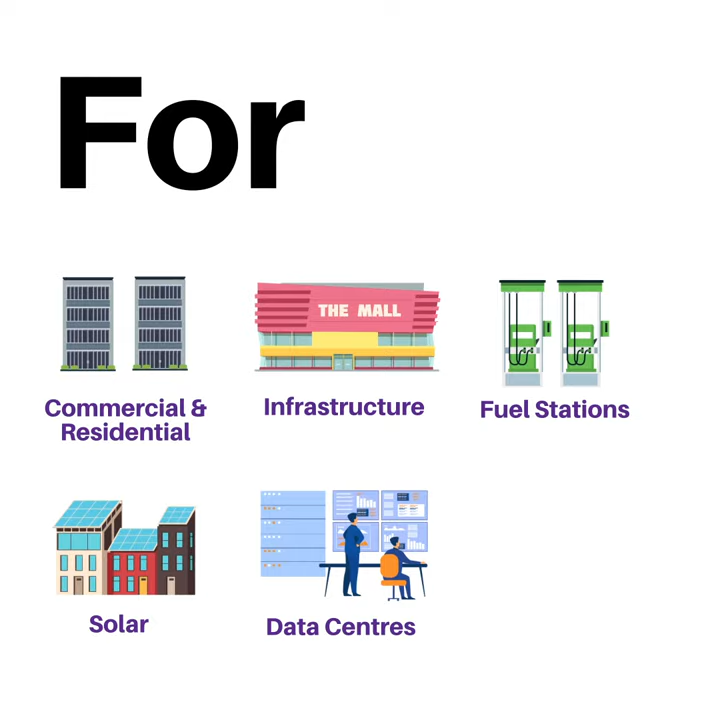 For
THE MALL
Commercial &
Residential
Infrastructure
Fuel Stations
Solar
Data Centres